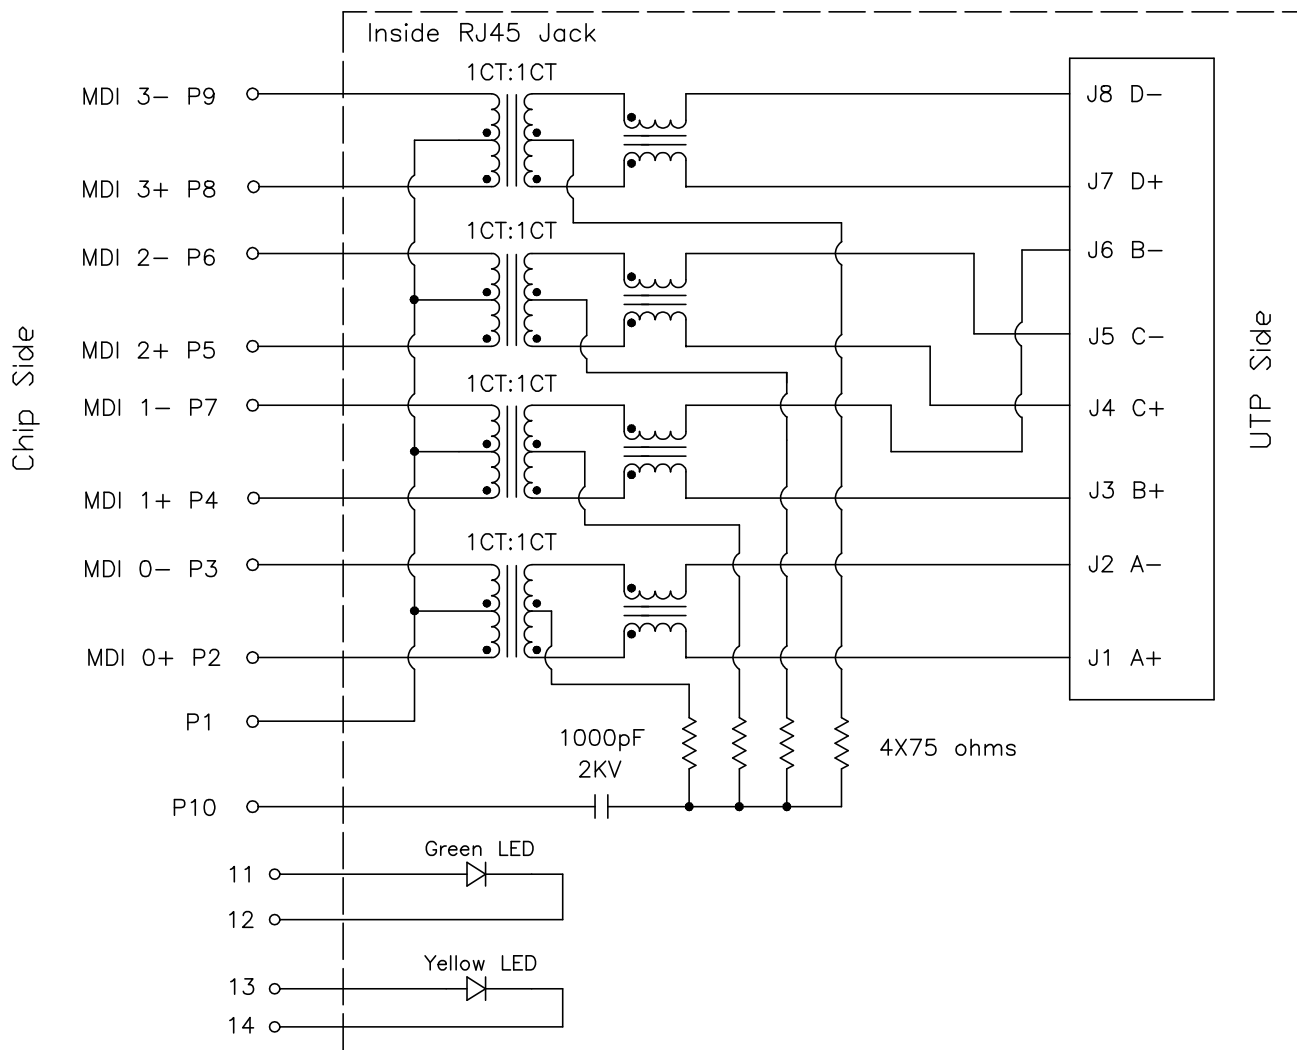 Inside RJ45 Jack
1CT:1CT
MDI 3- P9
J8 D-
MDI 3+ P8
J7 D+
1CT:1CT
MDI 2- P6
J6 B-
MDI 2+ P5
J5 C-
1CT:1CT
MDI 1- P7
J4 C+
MDI 1+ P4
J3 B+
1CT:1CT
MDI 0- P3
J2 A-
MDI 0+ P2
J1 A+
Chip Side
UTP Side
P1
1000pF
2KV
4X75 ohms
P10
Green LED
11
12
Yellow LED
13
14